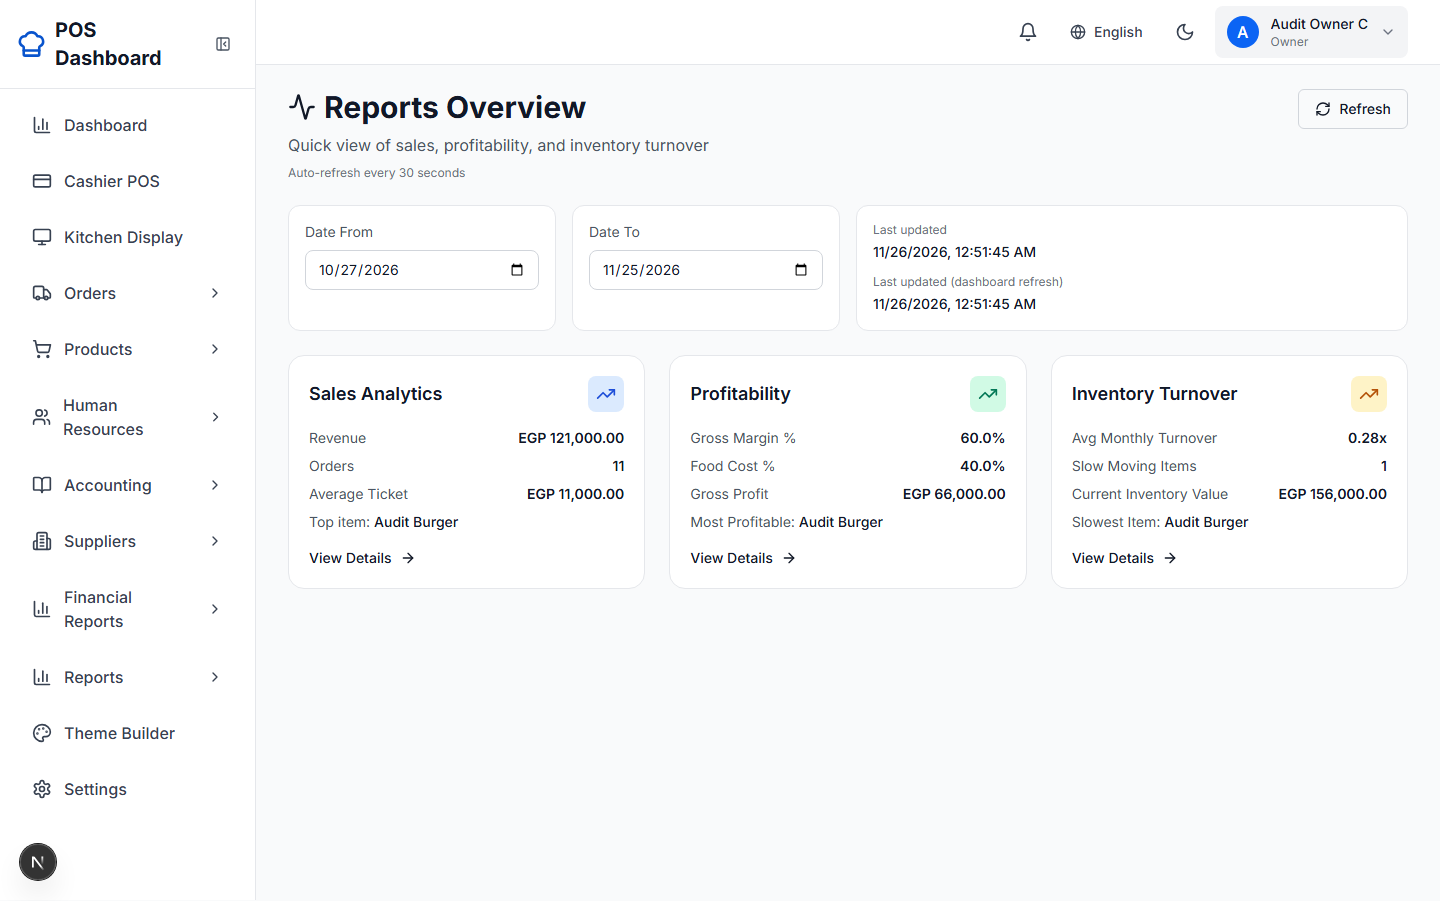 POS
Dashboard
English
A
Audit Owner C
Owner
Dashboard
Cashier POS
Kitchen Display
Orders
Products
Human
Resources
Accounting
Suppliers
Financial
Reports
Reports
Theme Builder
Settings
N
Reports Overview
Refresh
Quick view of sales, profitability, and inventory turnover
Auto-refresh every 30 seconds
Date From
10/27/2026
Date To
11/25/2026
Last updated
11/26/2026, 12:51:45 AM
Last updated (dashboard refresh)
11/26/2026, 12:51:45 AM
Sales Analytics
Revenue EGP 121,000.00
Orders 11
Average Ticket EGP 11,000.00
Top item: Audit Burger
View Details
Profitability
Gross Margin % 60.0%
Food Cost % 40.0%
Gross Profit EGP 66,000.00
Most Profitable: Audit Burger
View Details
Inventory Turnover
Avg Monthly Turnover 0.28x
Slow Moving Items 1
Current Inventory Value EGP 156,000.00
Slowest Item: Audit Burger
View Details